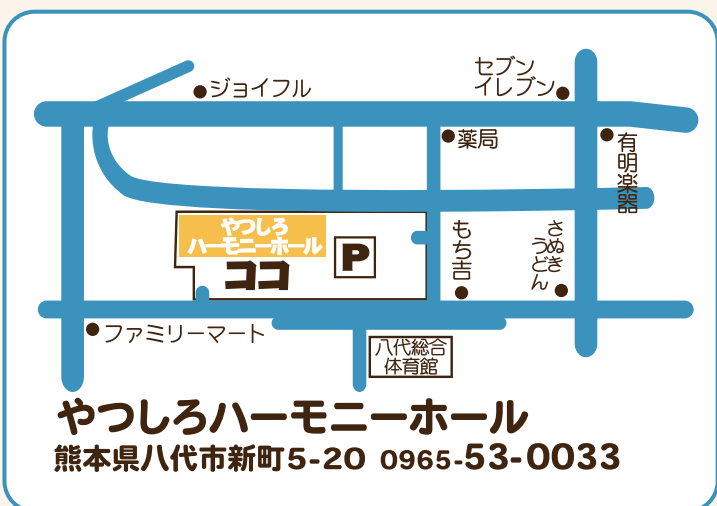 ジョイフル
セブン
イレブン
薬局
有明楽器
やつしろ
ハーモニーホール
ココ
P
もち吉
さぬき
うどん
ファミリーマート
八代総合
体育館
やつしろハーモニーホール
熊本県八代市新町5-20 0965-53-0033